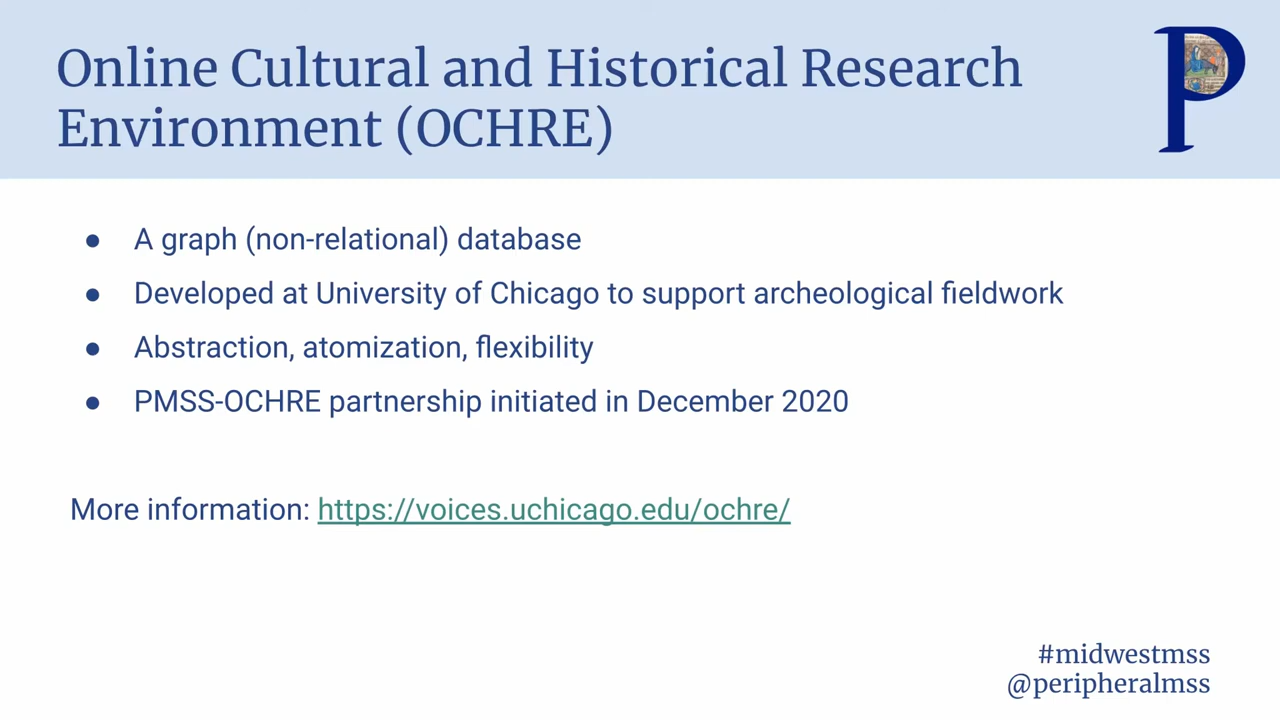 Online Cultural and Historical Research
Environment (OCHRE)
P
● A graph (non-relational) database
● Developed at University of Chicago to support archeological fieldwork
● Abstraction, atomization, flexibility
● PMSS-OCHRE partnership initiated in December 2020
More information: https://voices.uchicago.edu/ochre/
#midwestmss
@peripheralmss